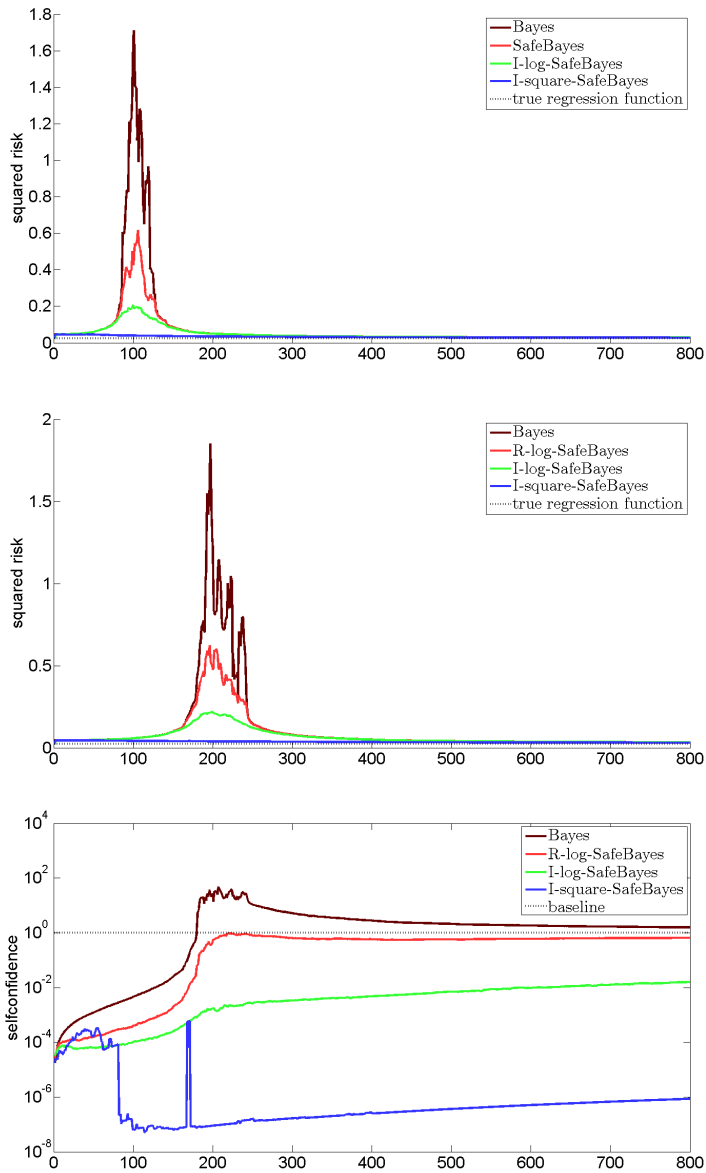 1.8
1.6
1.4
1.2
1
0.8
0.6
0.4
0.2
0
squared risk
Bayes
SafeBayes
I-log-SafeBayes
I-square-SafeBayes
true regression function
0 100 200 300 400 500 600 700 800
2
1.5
1
0.5
0
squared risk
Bayes
R-log-SafeBayes
I-log-SafeBayes
I-square-SafeBayes
true regression function
0 100 200 300 400 500 600 700 800
10^4
10^2
10^0
10^-2
10^-4
10^-6
10^-8
selfconfidence
Bayes
R-log-SafeBayes
I-log-SafeBayes
I-square-SafeBayes
baseline
0 100 200 300 400 500 600 700 800